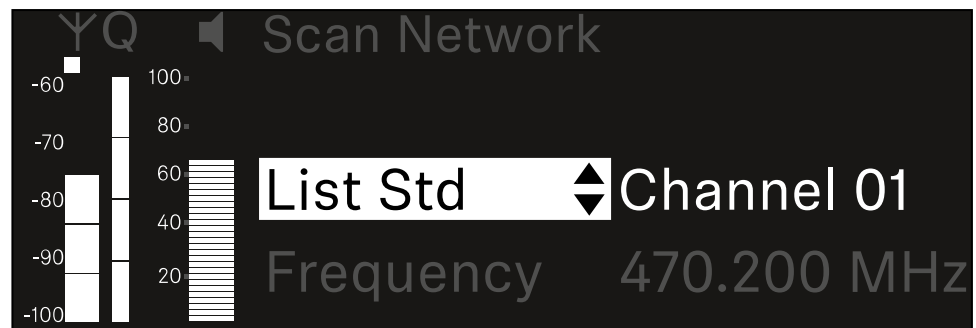 Q Scan Network
-60 100
-70 80
-80 60 List Std Channel 01
40
-90 20 Frequency 470.200 MHz
-100